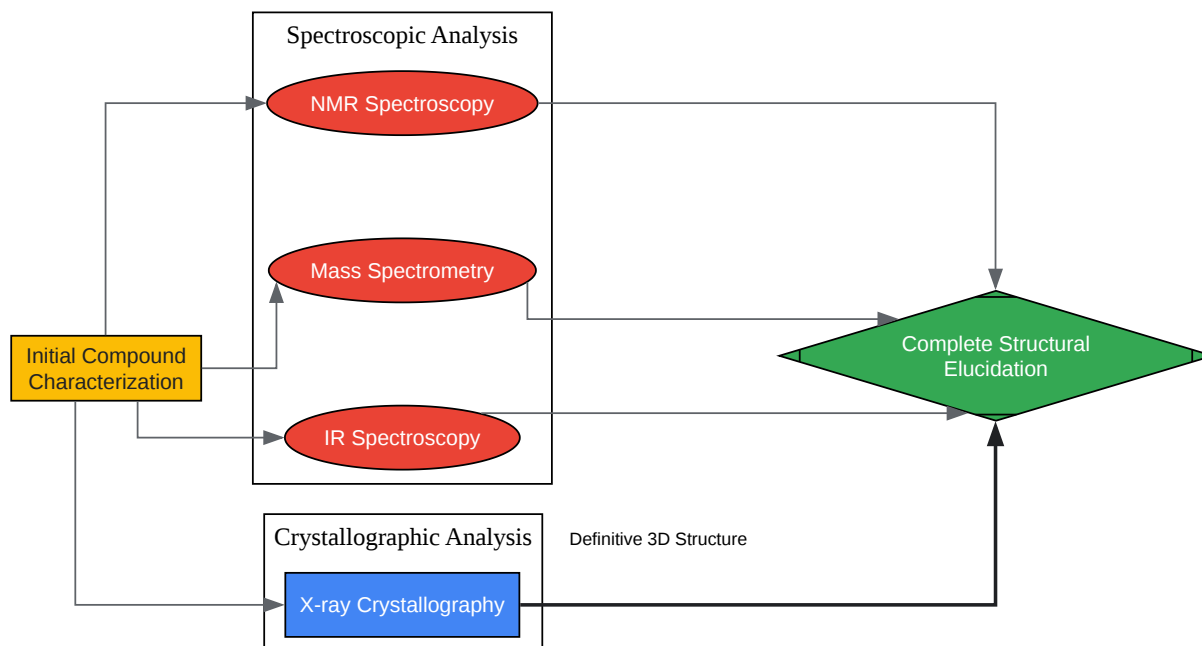 Spectroscopic Analysis
NMR Spectroscopy
Mass Spectrometry
Initial Compound
Characterization
Complete Structural
Elucidation
IR Spectroscopy
Crystallographic Analysis
Definitive 3D Structure
X-ray Crystallography